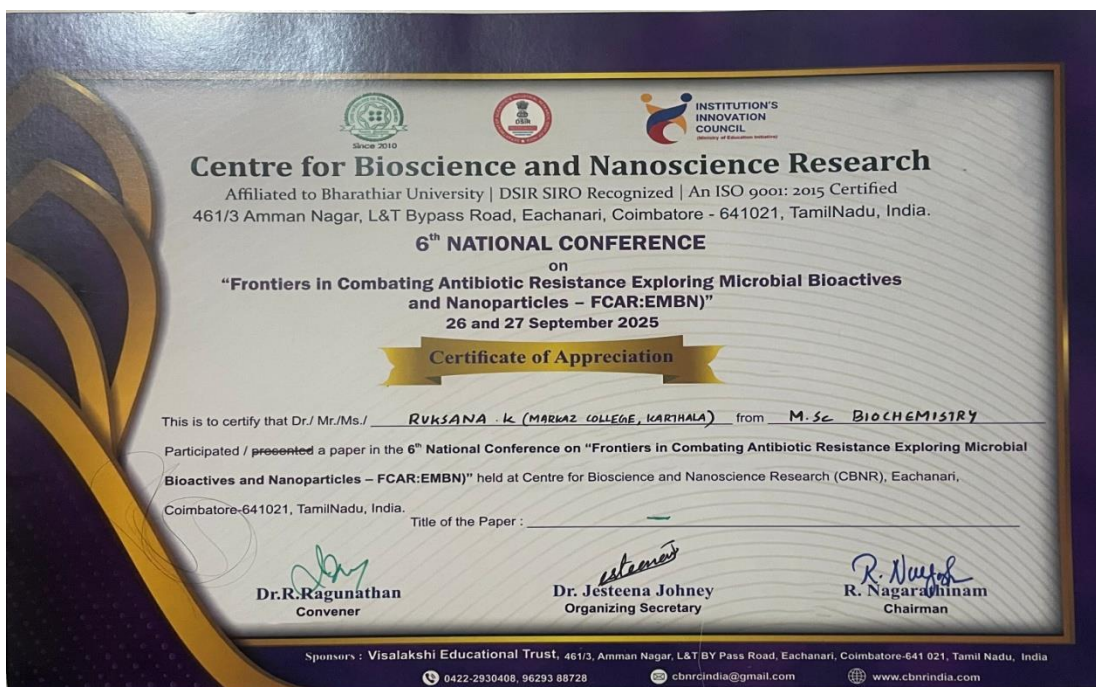 Since 2010
DSIR
INSTITUTION'S
INNOVATION
COUNCIL
(Ministry of Education Initiative)
Centre for Bioscience and Nanoscience Research
Affiliated to Bharathiar University | DSIR SIRO Recognized | An ISO 9001: 2015 Certified
461/3 Amman Nagar, L&T Bypass Road, Eachanari, Coimbatore - 641021, TamilNadu, India.
6th NATIONAL CONFERENCE
on
“Frontiers in Combating Antibiotic Resistance Exploring Microbial Bioactives
and Nanoparticles – FCAR:EMBN)”
26 and 27 September 2025
Certificate of Appreciation
This is to certify that Dr./ Mr./Ms./ RUKSANA . K (MARKAZ COLLEGE, KARTHALA) from M.Sc BIOCHEMISTRY
Participated / presented a paper in the 6th National Conference on “Frontiers in Combating Antibiotic Resistance Exploring Microbial
Bioactives and Nanoparticles – FCAR:EMBN)” held at Centre for Bioscience and Nanoscience Research (CBNR), Eachanari,
Coimbatore-641021, TamilNadu, India.
Title of the Paper : —
Dr.R.Ragunathan
Convener
esteena
Dr. Jesteena Johney
Organizing Secretary
R. Nagarathinam
Chairman
Sponsors : Visalakshi Educational Trust, 461/3, Amman Nagar, L&T BY Pass Road, Eachanari, Coimbatore-641 021, Tamil Nadu, India
0422-2930408, 96293 88728 cbnrcindia@gmail.com www.cbnrindia.com